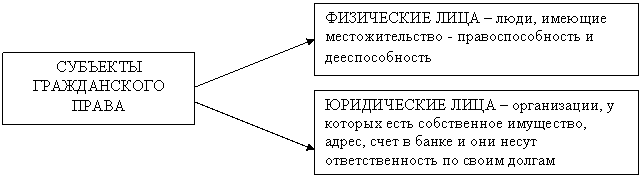 СУБЪЕКТЫ
ГРАЖДАНСКОГО
ПРАВА
ФИЗИЧЕСКИЕ ЛИЦА – люди, имеющие
местожительство - правоспособность и
дееспособность
ЮРИДИЧЕСКИЕ ЛИЦА – организации, у
которых есть собственное имущество,
адрес, счет в банке и они несут
ответственность по своим долгам